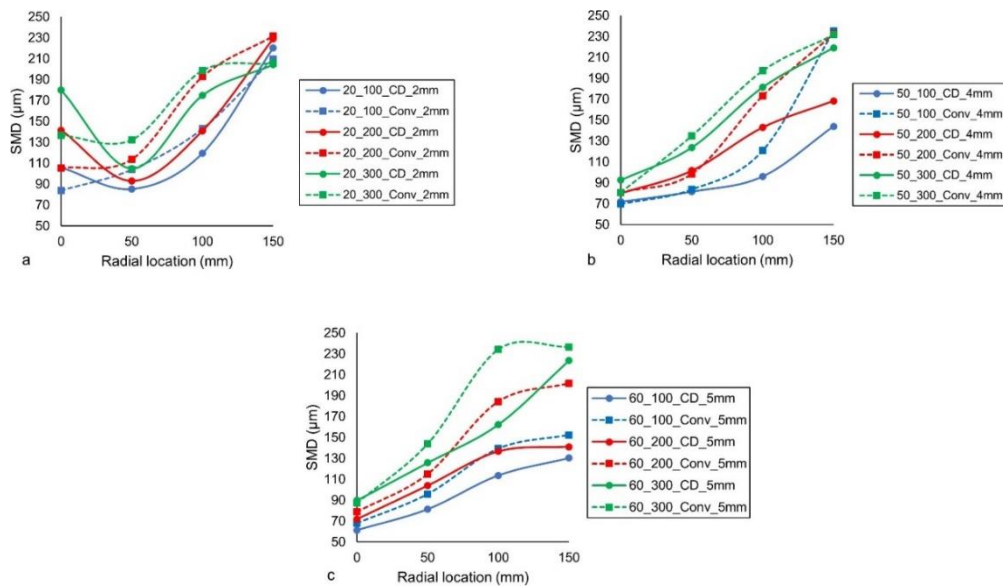 250
230
210
190
170
150
130
110
90
70
50
SMD (µm)
0 50 100 150
Radial location (mm)
a
20_100_CD_2mm
20_100_Conv_2mm
20_200_CD_2mm
20_200_Conv_2mm
20_300_CD_2mm
20_300_Conv_2mm
250
230
210
190
170
150
130
110
90
70
50
SMD (µm)
0 50 100 150
Radial location (mm)
b
50_100_CD_4mm
50_100_Conv_4mm
50_200_CD_4mm
50_200_Conv_4mm
50_300_CD_4mm
50_300_Conv_4mm
250
230
210
190
170
150
130
110
90
70
50
SMD (µm)
0 50 100 150
Radial location (mm)
c
60_100_CD_5mm
60_100_Conv_5mm
60_200_CD_5mm
60_200_Conv_5mm
60_300_CD_5mm
60_300_Conv_5mm